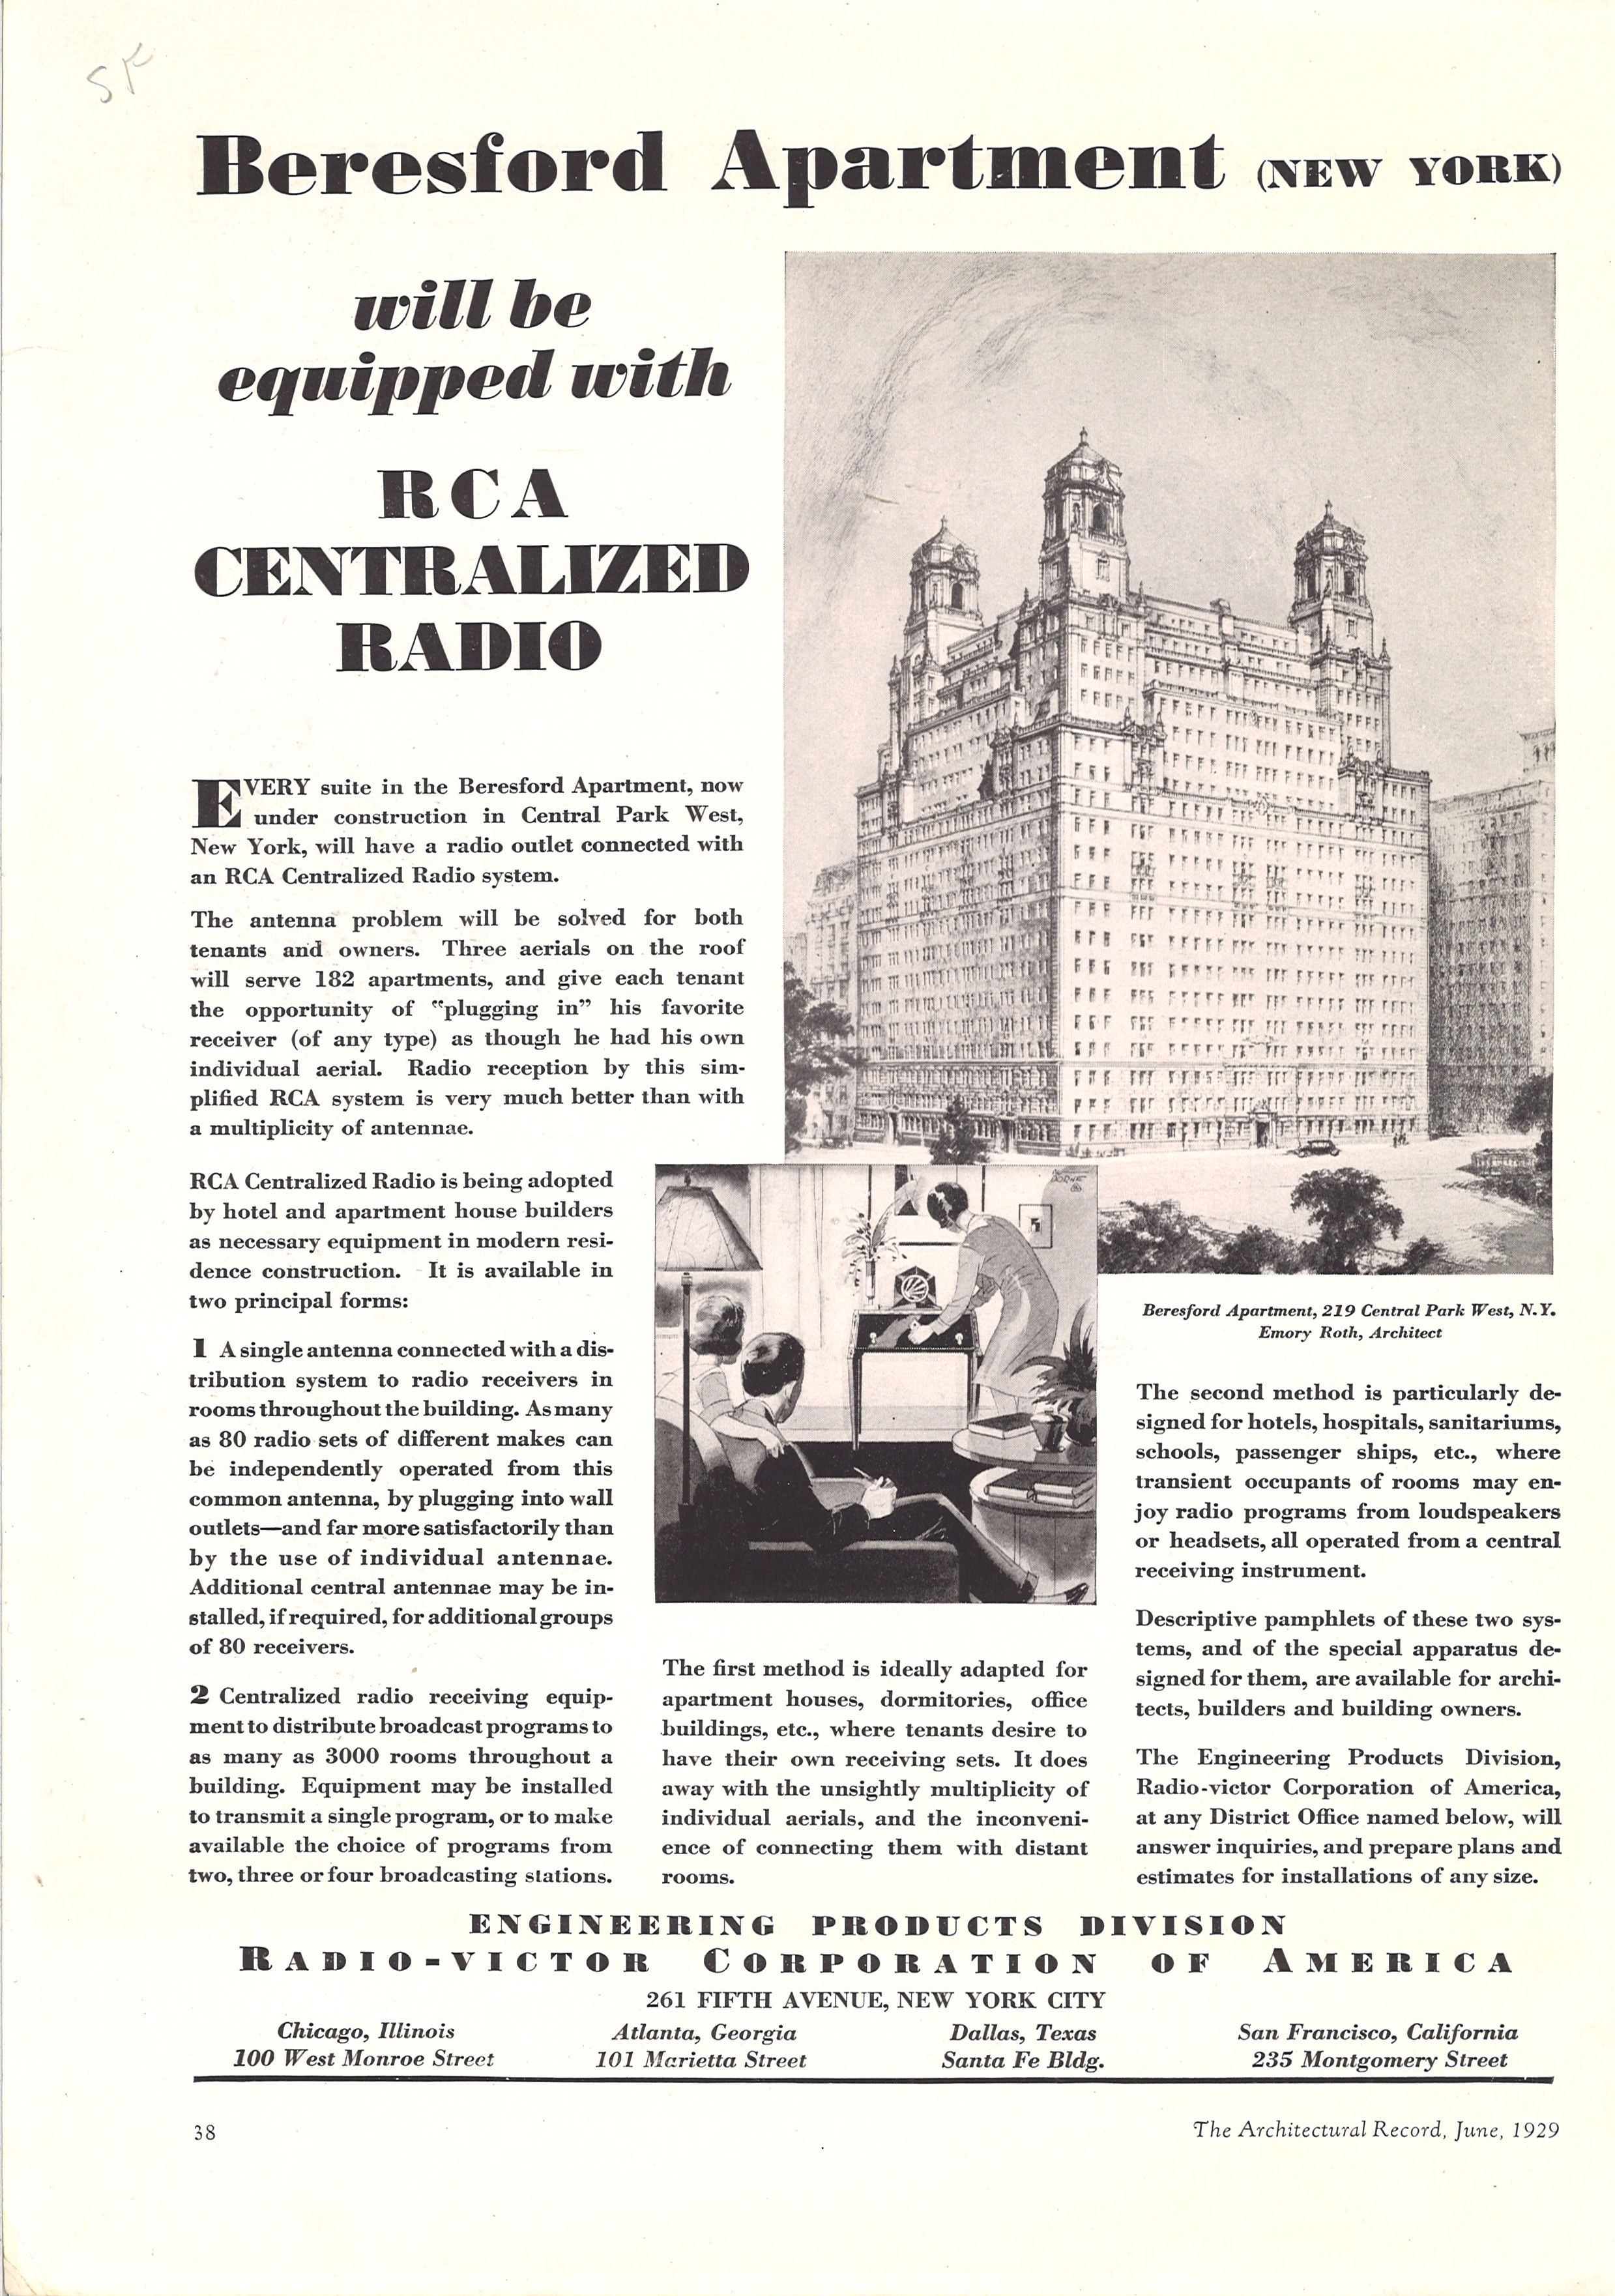 Beresford Apartment (NEW YORK)
will be
equipped with
RCA
CENTRALIZED
RADIO
EVERY suite in the Beresford Apartment, now
under construction in Central Park West,
New York, will have a radio outlet connected with
an RCA Centralized Radio system.
The antenna problem will be solved for both
tenants and owners. Three aerials on the roof
will serve 182 apartments, and give each tenant
the opportunity of "plugging in" his favorite
receiver (of any type) as though he had his own
individual aerial. Radio reception by this sim-
plified RCA system is very much better than with
a multiplicity of antennae.
RCA Centralized Radio is being adopted
by hotel and apartment house builders
as necessary equipment in modern resi-
dence construction. It is available in
two principal forms:
1 A single antenna connected with a dis-
tribution system to radio receivers in
rooms throughout the building. As many
as 80 radio sets of different makes can
be independently operated from this
common antenna, by plugging into wall
outlets—and far more satisfactorily than
by the use of individual antennae.
Additional central antennae may be in-
stalled, if required, for additional groups
of 80 receivers.
2 Centralized radio receiving equip-
ment to distribute broadcast programs to
as many as 3000 rooms throughout a
building. Equipment may be installed
to transmit a single program, or to make
available the choice of programs from
two, three or four broadcasting stations.
The first method is ideally adapted for
apartment houses, dormitories, office
buildings, etc., where tenants desire to
have their own receiving sets. It does
away with the unsightly multiplicity of
individual aerials, and the inconveni-
ence of connecting them with distant
rooms.
Beresford Apartment, 219 Central Park West, N.Y.
Emory Roth, Architect
The second method is particularly de-
signed for hotels, hospitals, sanitariums,
schools, passenger ships, etc., where
transient occupants of rooms may en-
joy radio programs from loudspeakers
or headsets, all operated from a central
receiving instrument.
Descriptive pamphlets of these two sys-
tems, and of the special apparatus de-
signed for them, are available for archi-
tects, builders and building owners.
The Engineering Products Division,
Radio-victor Corporation of America,
at any District Office named below, will
answer inquiries, and prepare plans and
estimates for installations of any size.
ENGINEERING PRODUCTS DIVISION
RADIO-VICTOR CORPORATION OF AMERICA
261 FIFTH AVENUE, NEW YORK CITY
Chicago, Illinois
100 West Monroe Street
Atlanta, Georgia
101 Marietta Street
Dallas, Texas
Santa Fe Bldg.
San Francisco, California
235 Montgomery Street
38
The Architectural Record, June, 1929